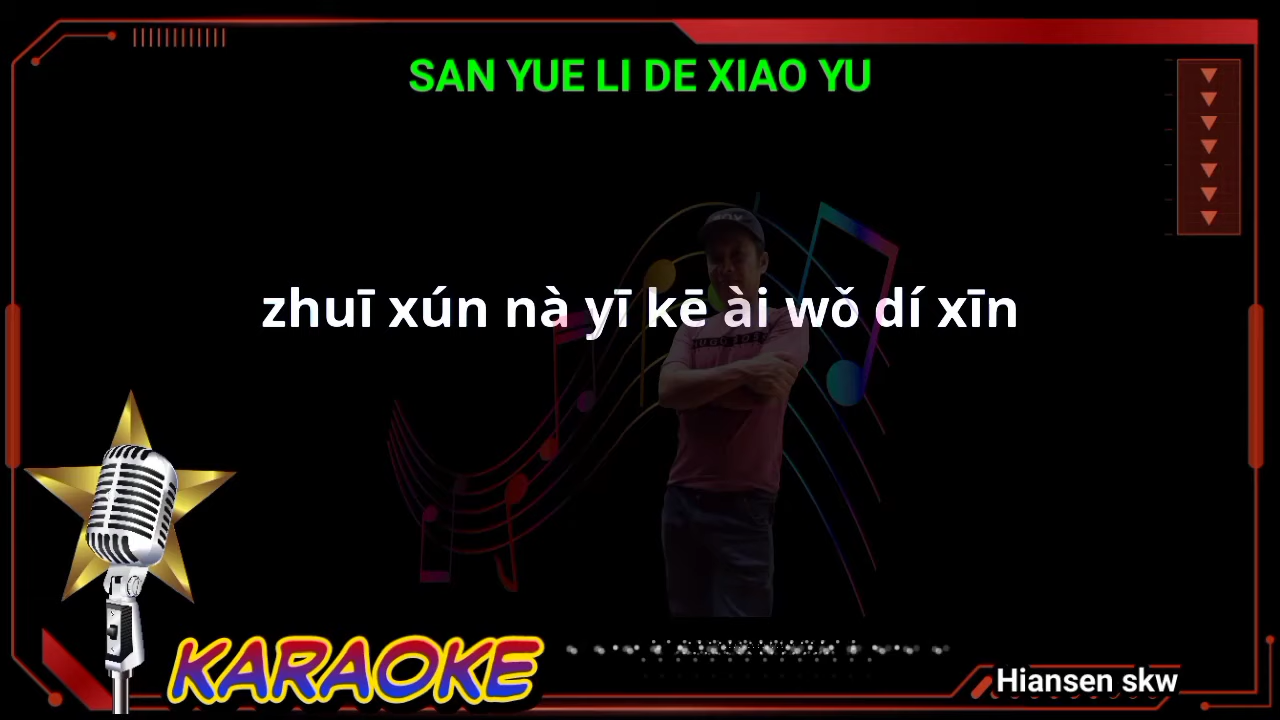 SAN YUE LI DE XIAO YU
zhuī xún nà yī kē ài wǒ dí xīn
KARAOKE
Hiansen skw